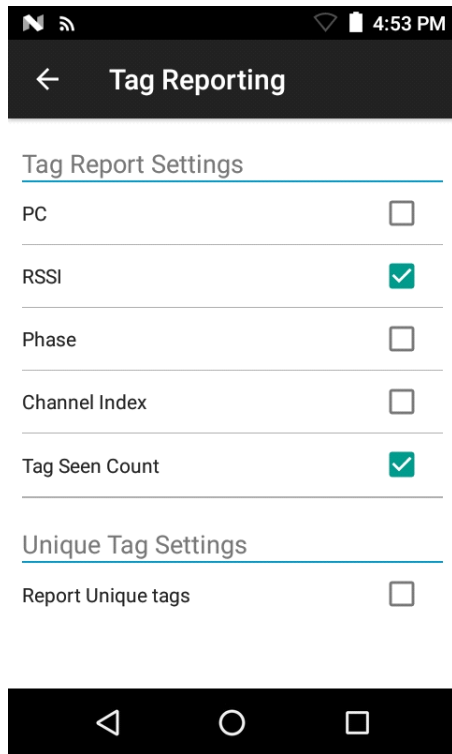 4:53 PM
Tag Reporting
Tag Report Settings
PC
RSSI
Phase
Channel Index
Tag Seen Count
Unique Tag Settings
Report Unique tags